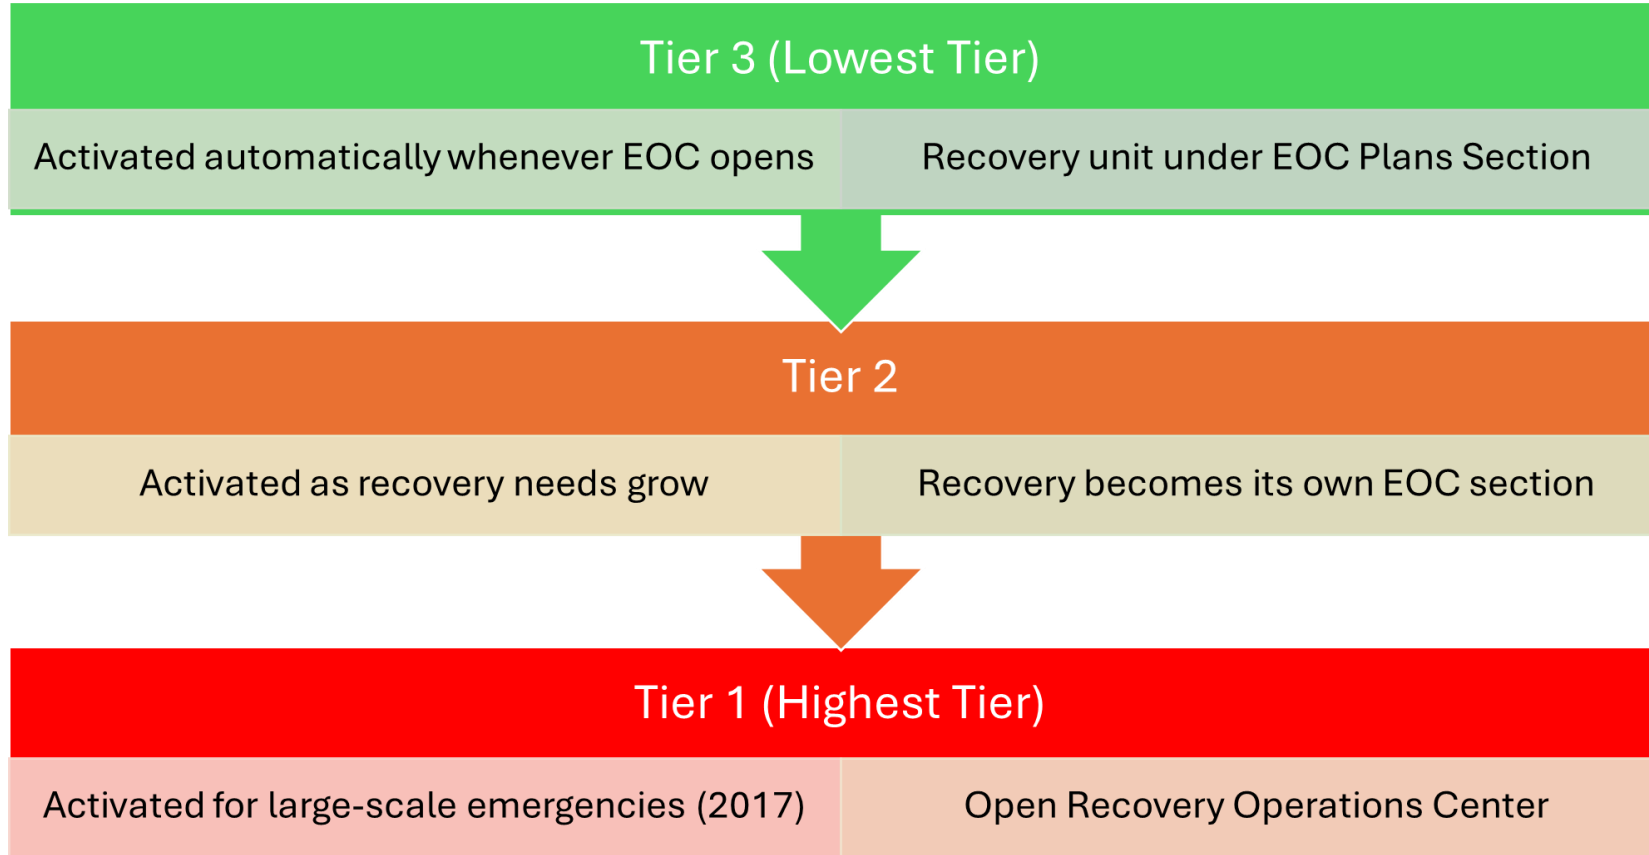 Tier 3 (Lowest Tier)
Activated automatically whenever EOC opens
Recovery unit under EOC Plans Section
Tier 2
Activated as recovery needs grow
Recovery becomes its own EOC section
Tier 1 (Highest Tier)
Activated for large-scale emergencies (2017)
Open Recovery Operations Center